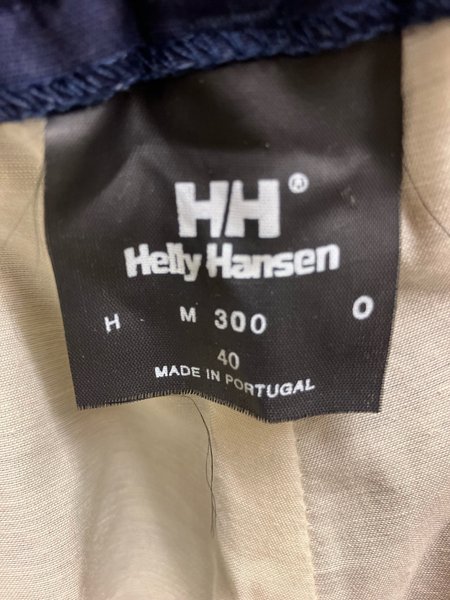 HH®
Helly Hansen
H M 300 O
40
MADE IN PORTUGAL